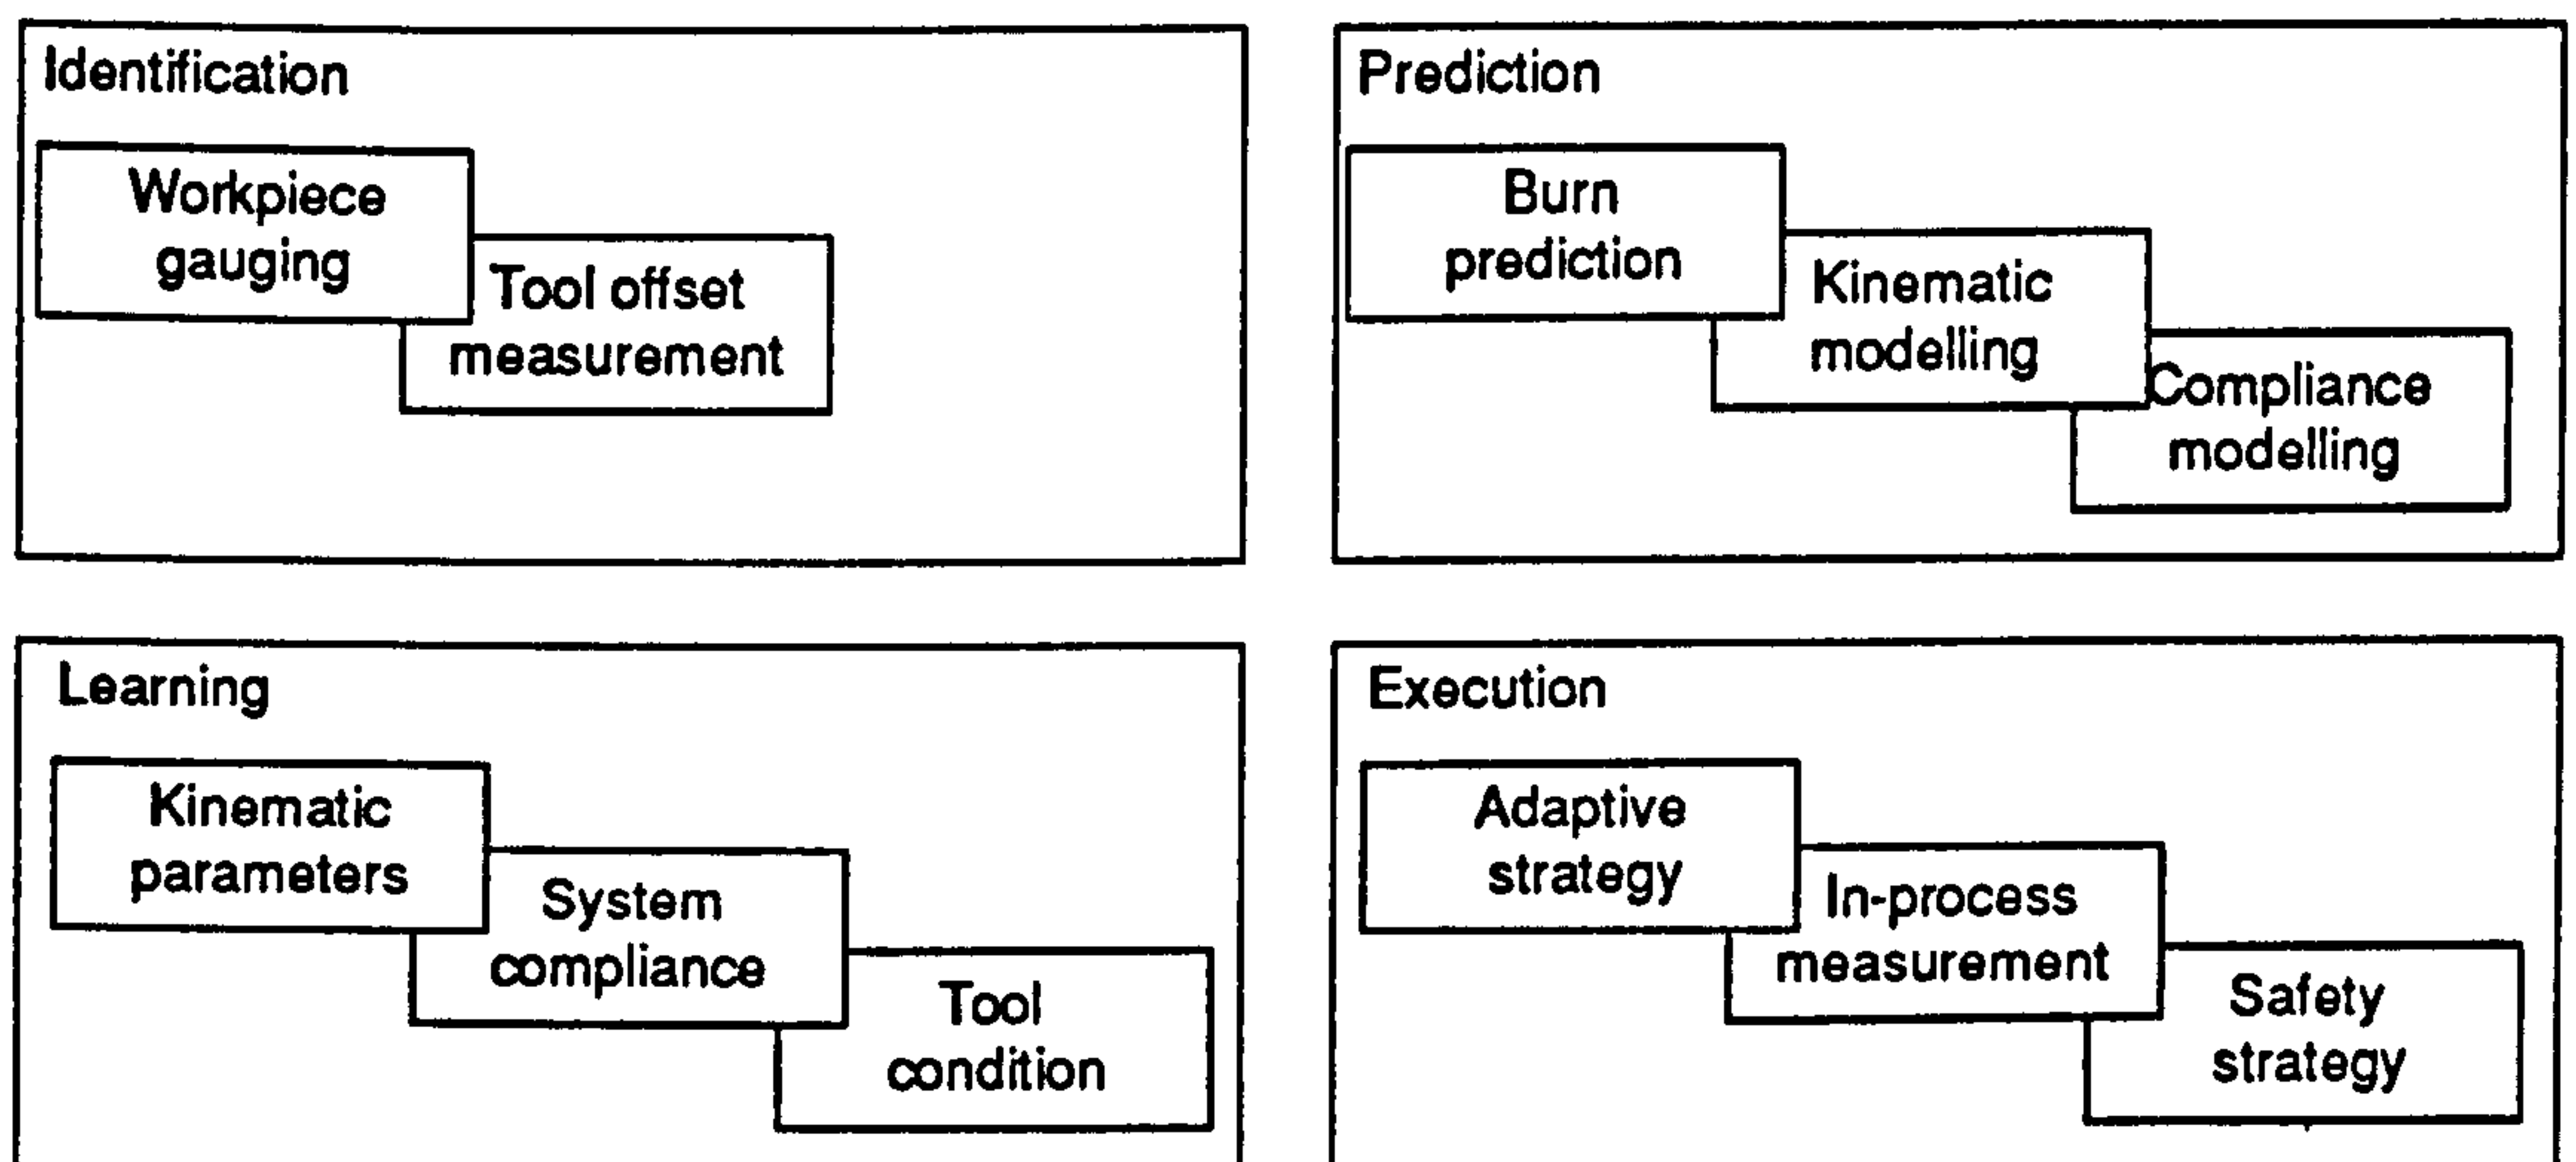 Identification
Workpiece
gauging
Tool offset
measurement
Prediction
Burn
prediction
Kinematic
modelling
Compliance
modelling
Learning
Kinematic
parameters
System
compliance
Tool
condition
Execution
Adaptive
strategy
In-process
measurement
Safety
strategy